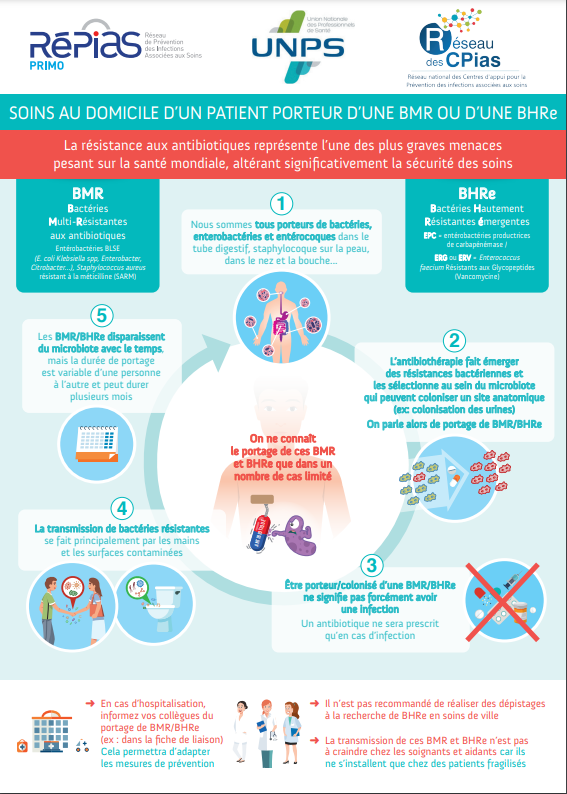 RéPIAS
PRIMO
Réseau
de Prévention
des Infections
Associées aux Soins
Union Nationale
des Professionnels
de Santé
UNPS
Réseau
des CPias
Réseau national des Centres d'appui pour la
Prévention des infections associées aux soins
SOINS AU DOMICILE D'UN PATIENT PORTEUR D'UNE BMR OU D'UNE BHRe
La résistance aux antibiotiques représente l'une des plus graves menaces
pesant sur la santé mondiale, altérant significativement la sécurité des soins
BMR
Bactéries
Multi-Résistantes
aux antibiotiques
Entérobactéries BLSE
(E. coli Klebsiella spp, Enterobacter,
Citrobacter...), Staphylococcus aureus
résistant à la méticilline (SARM)
BHRe
Bactéries Hautement
Résistantes émergentes
EPC = entérobactéries productrices
de carbapénémase /
ERG ou ERV = Enterococcus
faecium Résistants aux Glycopeptides
(Vancomycine)
1
Nous sommes tous porteurs de bactéries,
enterobactéries et entérocoques dans le
tube digestif, staphylocoque sur la peau,
dans le nez et la bouche...
2
L'antibiothérapie fait émerger
des résistances bactériennes et
les sélectionne au sein du microbiote
qui peuvent coloniser un site anatomique
(ex: colonisation des urines)
On parle alors de portage de BMR/BHRe
3
Être porteur/colonisé d'une BMR/BHRe
ne signifie pas forcément avoir
une infection
Un antibiotique ne sera prescrit
qu'en cas d'infection
4
La transmission de bactéries résistantes
se fait principalement par les mains
et les surfaces contaminées
5
Les BMR/BHRe disparaissent
du microbiote avec le temps,
mais la durée de portage
est variable d'une personne
à l'autre et peut durer
plusieurs mois
On ne connaît
le portage de ces BMR
et BHRe que dans un
nombre de cas limité
En cas d'hospitalisation,
informez vos collègues du
portage de BMR/BHRe
(ex : dans la fiche de liaison)
Cela permettra d'adapter
les mesures de prévention
Il n'est pas recommandé de réaliser des dépistages
à la recherche de BHRe en soins de ville
La transmission de ces BMR et BHRe n'est pas
à craindre chez les soignants et aidants car ils
ne s'installent que chez des patients fragilisés